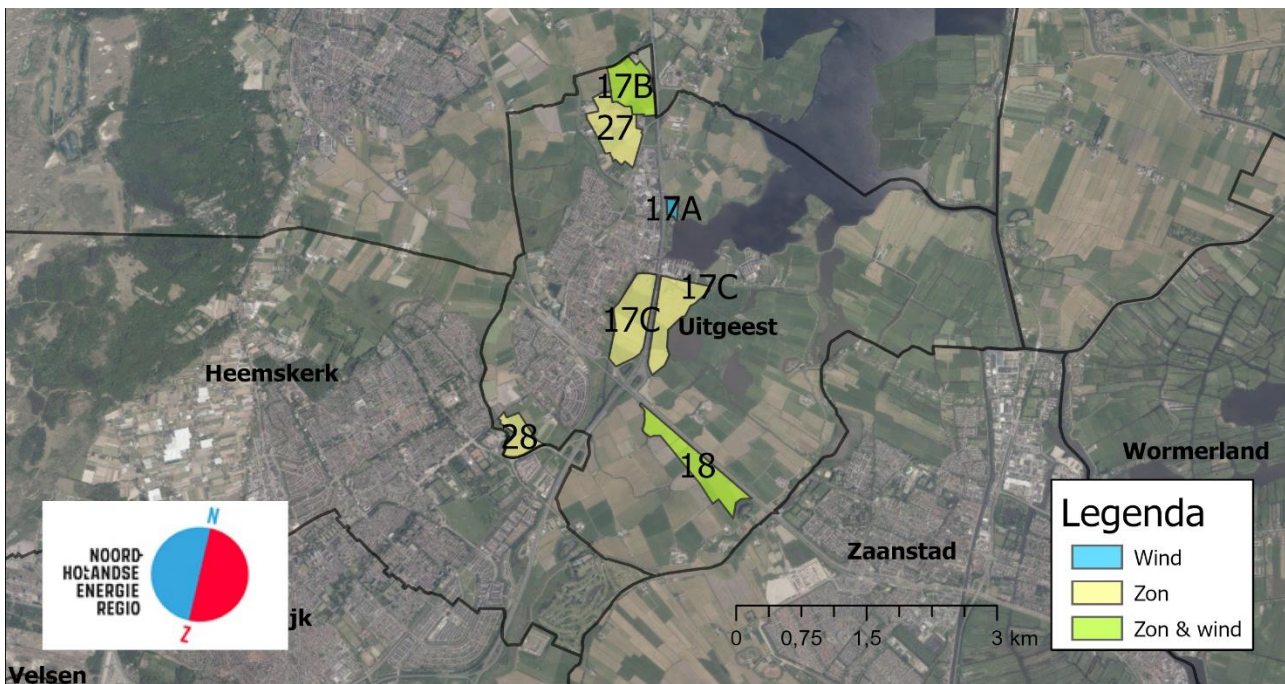 17B
27
17A
17C
17C
Uitgeest
Heemskerk
28
18
Wormerland
Zaanstad
Legenda
Wind
Zon
Zon & wind
0 0,75 1,5 3 km
N
NOORD-
HOLLANDSE
ENERGIE
REGIO
Z
jk
Velsen